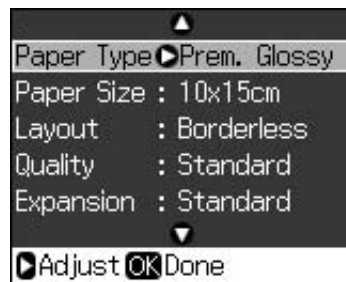 Paper Type Prem. Glossy
Paper Size : 10x15cm
Layout : Borderless
Quality : Standard
Expansion : Standard
Adjust OK Done